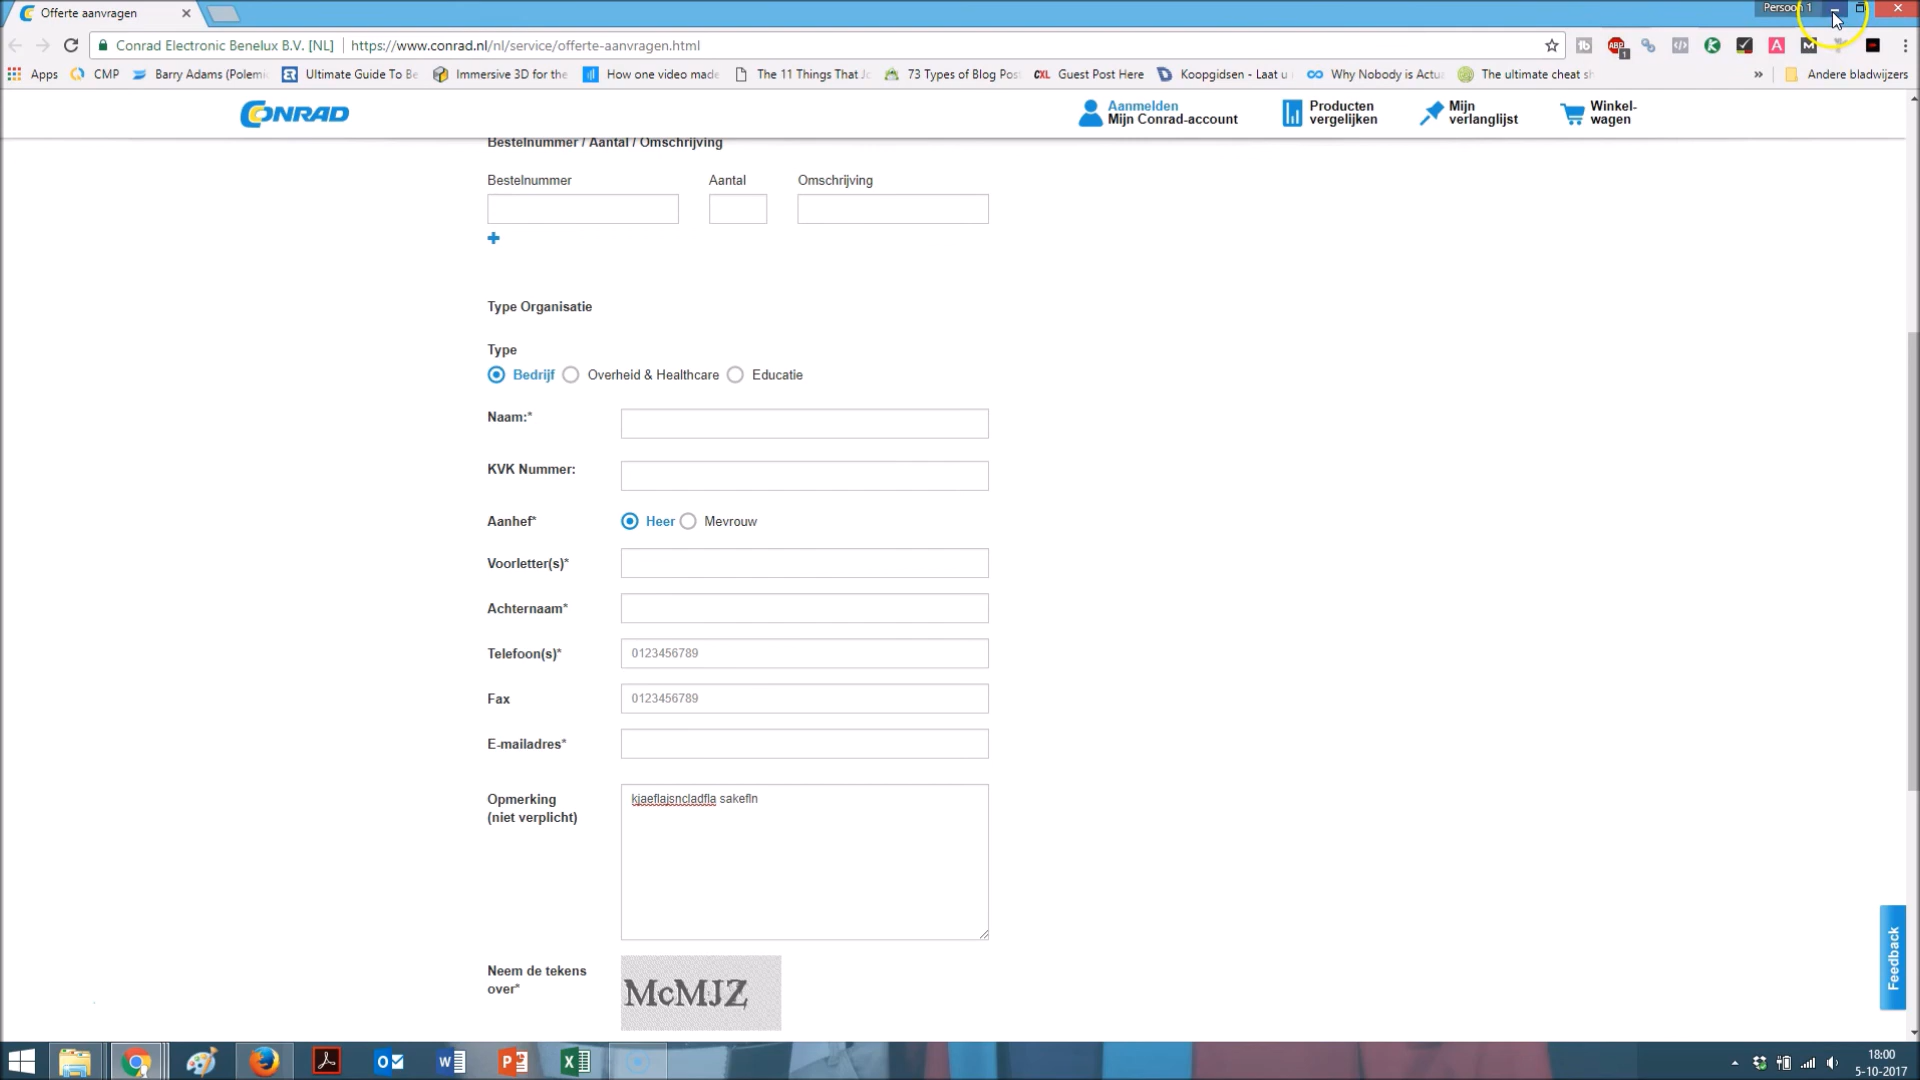 Offerte aanvragen
Persoon 1
Conrad Electronic Benelux B.V. [NL] https://www.conrad.nl/nl/service/offerte-aanvragen.html
Apps CMP Barry Adams (Polemic Ultimate Guide To Be Immersive 3D for the How one video made The 11 Things That 73 Types of Blog Pos CXL Guest Post Here Koopgidsen - Laat u Why Nobody is Actu The ultimate cheat s » Andere bladwijzers
CONRAD
Aanmelden
Mijn Conrad-account
Producten
vergelijken
Mijn
verlanglijst
Winkel-
wagen
Bestelnummer / Aantal / Omschrijving
Bestelnummer Aantal Omschrijving
Type Organisatie
Type
Bedrijf Overheid & Healthcare Educatie
Naam:*
KVK Nummer:
Aanhef* Heer Mevrouw
Voorletter(s)*
Achternaam*
Telefoon(s)* 0123456789
Fax 0123456789
E-mailadres*
Opmerking
(niet verplicht)
kjaeflajsncladfla sakefln
Neem de tekens
over*
McMJZ
Feedback
18:00
5-10-2017